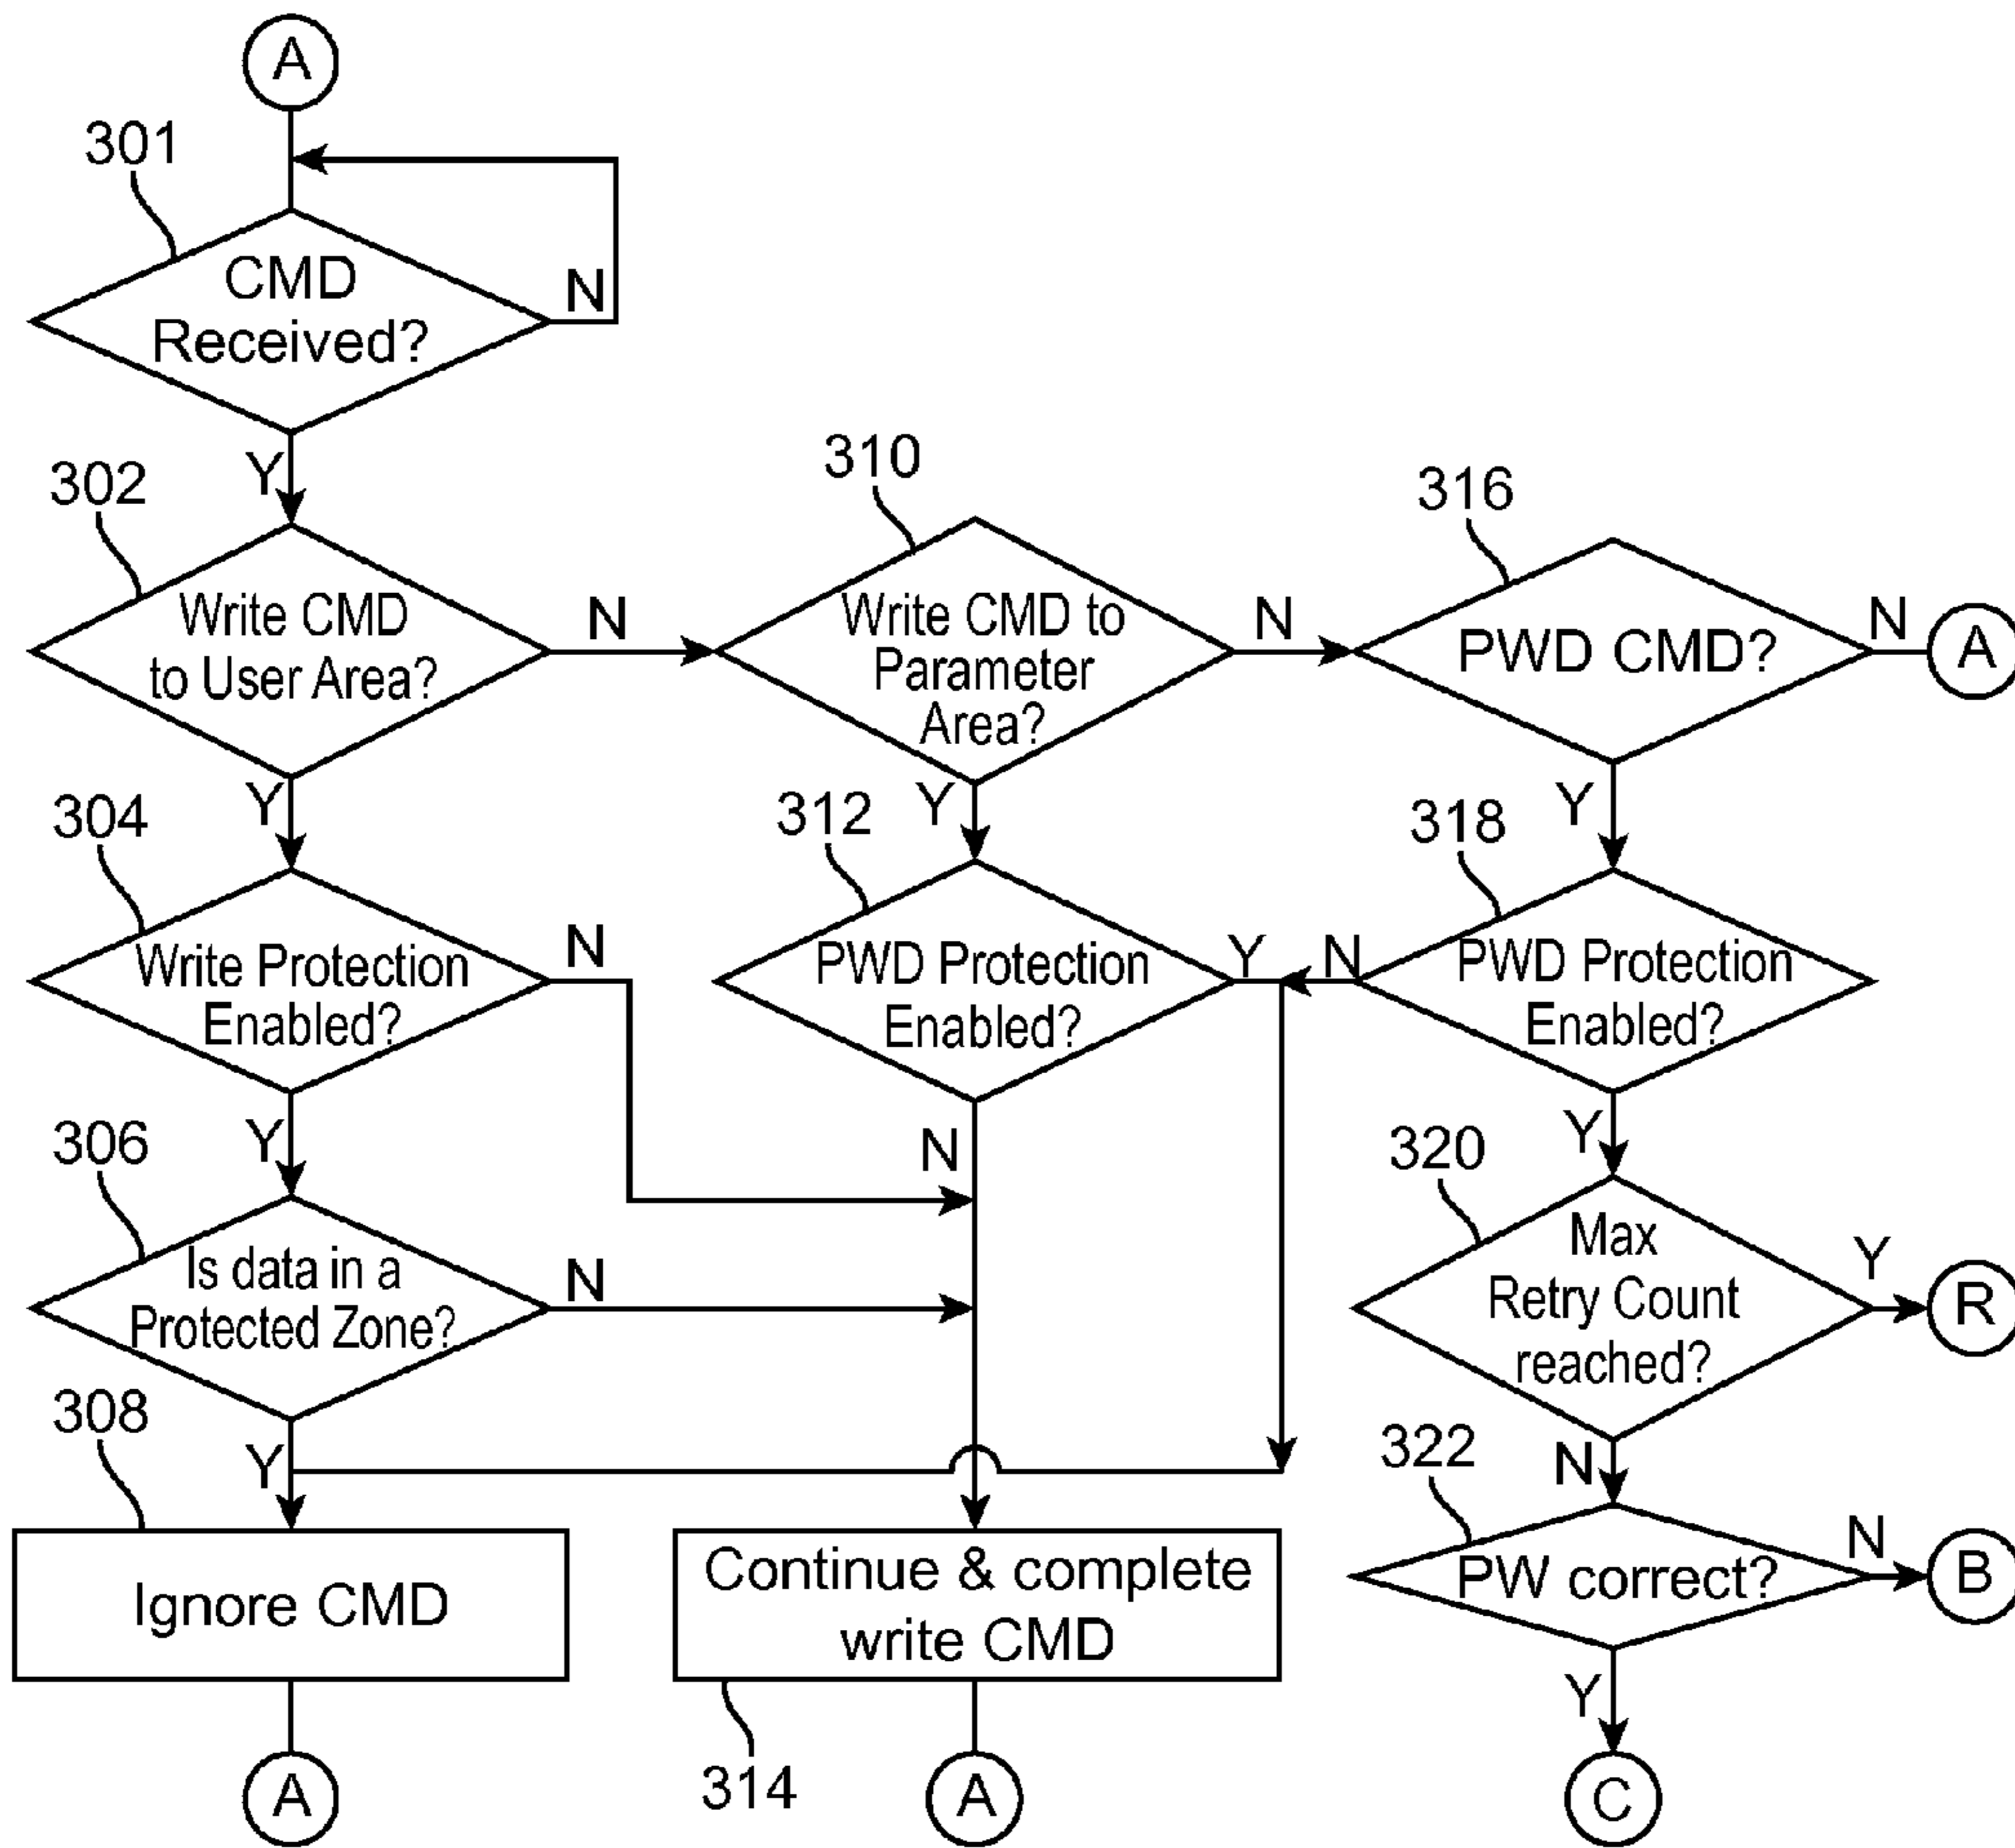 A
301
CMD
Received?
N
Y
302
Write CMD
to User Area?
N
310
Write CMD to
Parameter
Area?
N
316
PWD CMD?
N
A
Y
304
Write Protection
Enabled?
N
Y
312
PWD Protection
Enabled?
Y
Y
318
PWD Protection
Enabled?
N
Y
306
Is data in a
Protected Zone?
N
N
Y
320
Max
Retry Count
reached?
Y
R
Y
308
Ignore CMD
A
Continue & complete
write CMD
314
A
N
322
PW correct?
N
B
Y
C